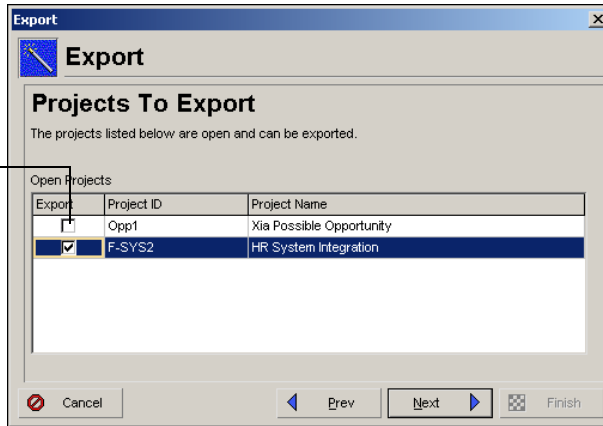 Export
Export
Projects To Export
The projects listed below are open and can be exported.
Open Projects
Export Project ID Project Name
Opp1 Xia Possible Opportunity
F-SYS2 HR System Integration
Cancel Prev Next Finish